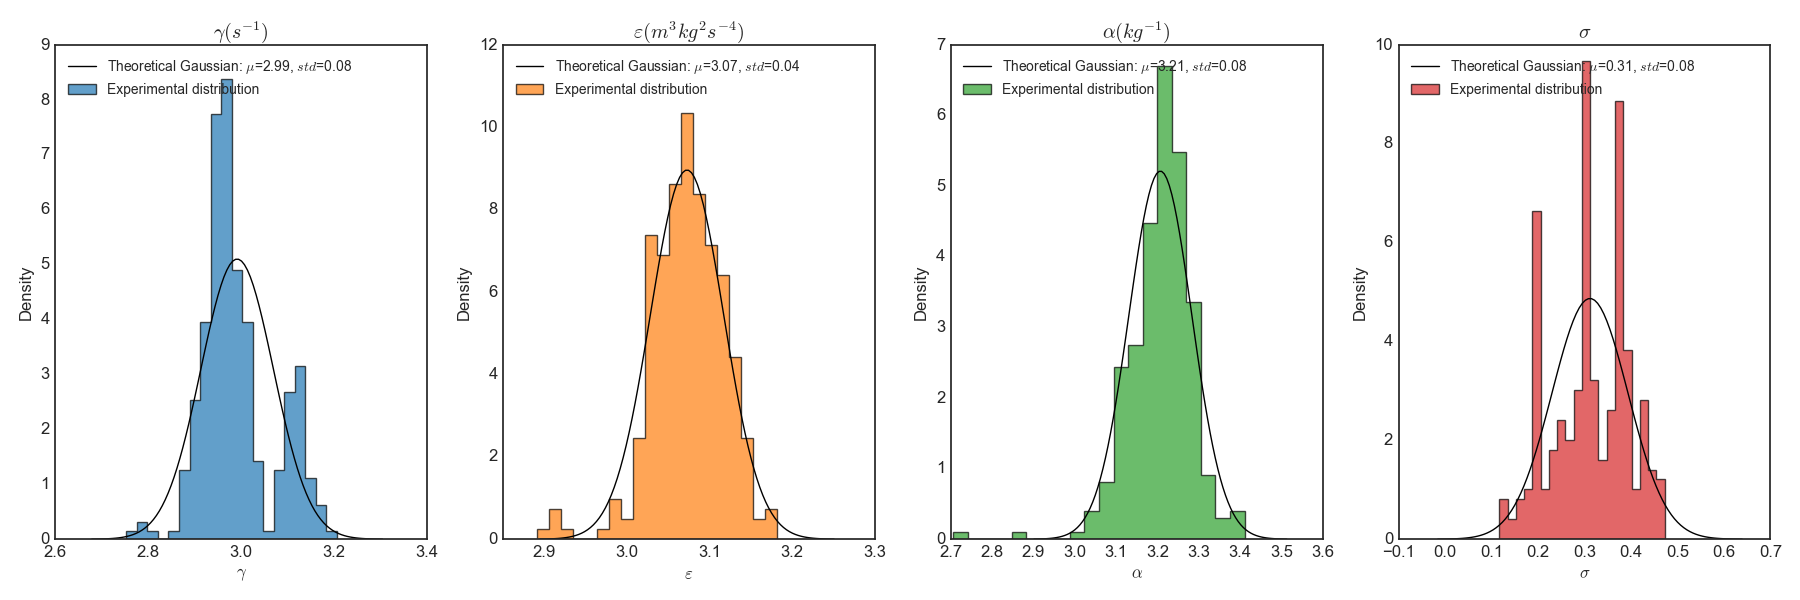 γ(s⁻¹)
Theoretical Gaussian: μ=2.99, std=0.08
Experimental distribution
Density
9
8
7
6
5
4
3
2
1
0
2.6 2.8 3.0 3.2 3.4
γ
ε(m³kg²s⁻⁴)
Theoretical Gaussian: μ=3.07, std=0.04
Experimental distribution
Density
12
10
8
6
4
2
0
2.9 3.0 3.1 3.2 3.3
ε
α(kg⁻¹)
Theoretical Gaussian: μ=3.21, std=0.08
Experimental distribution
Density
7
6
5
4
3
2
1
0
2.7 2.8 2.9 3.0 3.1 3.2 3.3 3.4 3.5 3.6
α
σ
Theoretical Gaussian: μ=0.31, std=0.08
Experimental distribution
Density
10
8
6
4
2
0
−0.1 0.0 0.1 0.2 0.3 0.4 0.5 0.6 0.7
σ